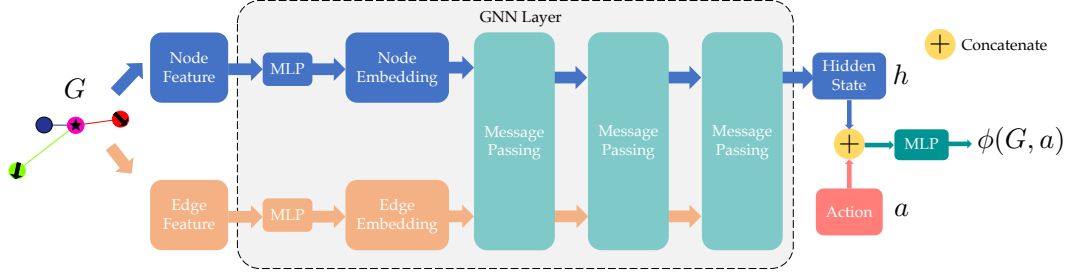 GNN Layer
G
Node
Feature
MLP
Node
Embedding
Message
Passing
Message
Passing
Message
Passing
Hidden
State
h
+
Concatenate
+
MLP
ϕ(G, a)
Edge
Feature
MLP
Edge
Embedding
Action
a